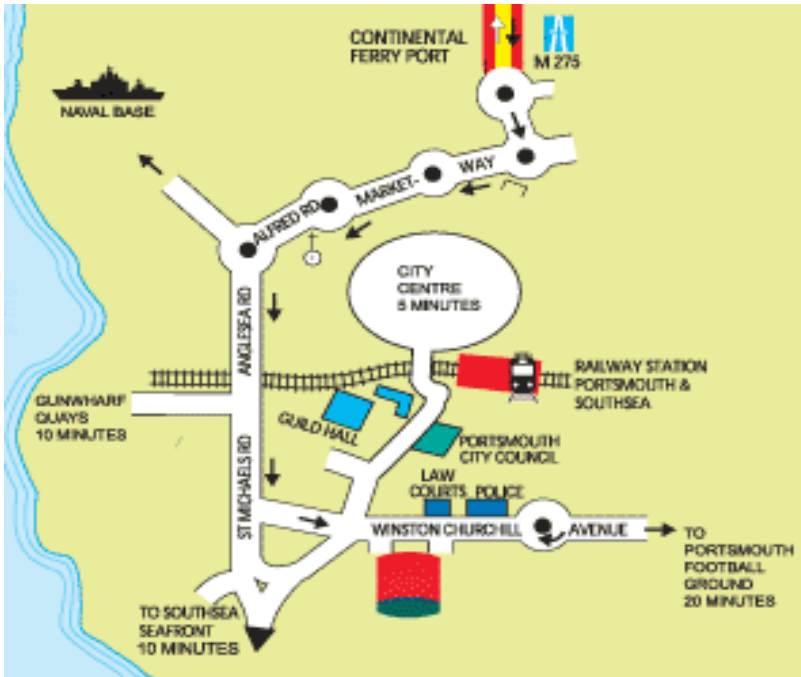 CONTINENTAL
FERRY PORT
M 275
NAVAL BASE
MARKET-
WAY
ALFRED RD
CITY
CENTRE
5 MINUTES
ANGLESEA RD
RAILWAY STATION
PORTSMOUTH &
SOUTHSEA
GUNWHARF
QUAYS
10 MINUTES
GUILD HALL
PORTSMOUTH
CITY COUNCIL
ST MICHAELS RD
LAW
COURTS
POLICE
WINSTON CHURCHILL
AVENUE
TO
PORTSMOUTH
FOOTBALL
GROUND
20 MINUTES
TO SOUTHSEA
SEAFRONT
10 MINUTES